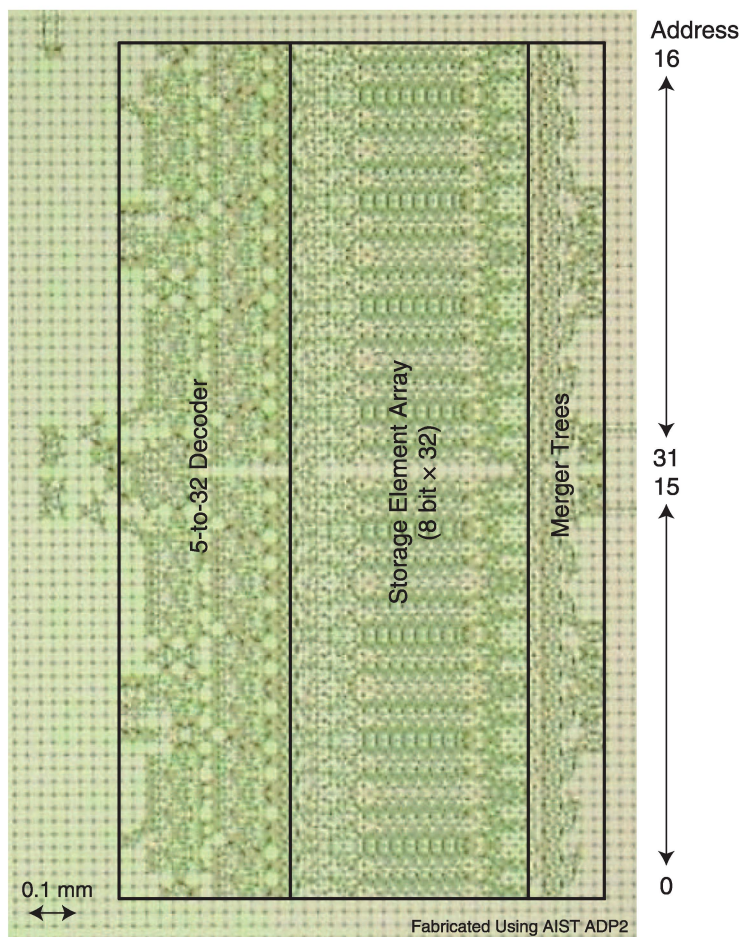 Address
16
31
15
0
5-to-32 Decoder
Storage Element Array
(8 bit × 32)
Merger Trees
0.1 mm
Fabricated Using AIST ADP2